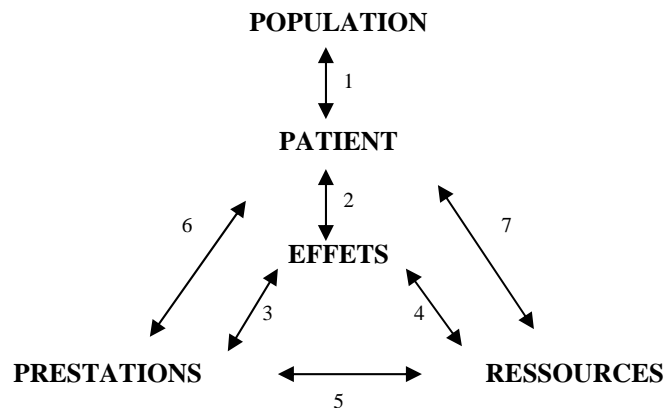 POPULATION
1
PATIENT
2
6
7
EFFETS
3
4
PRESTATIONS
RESSOURCES
5